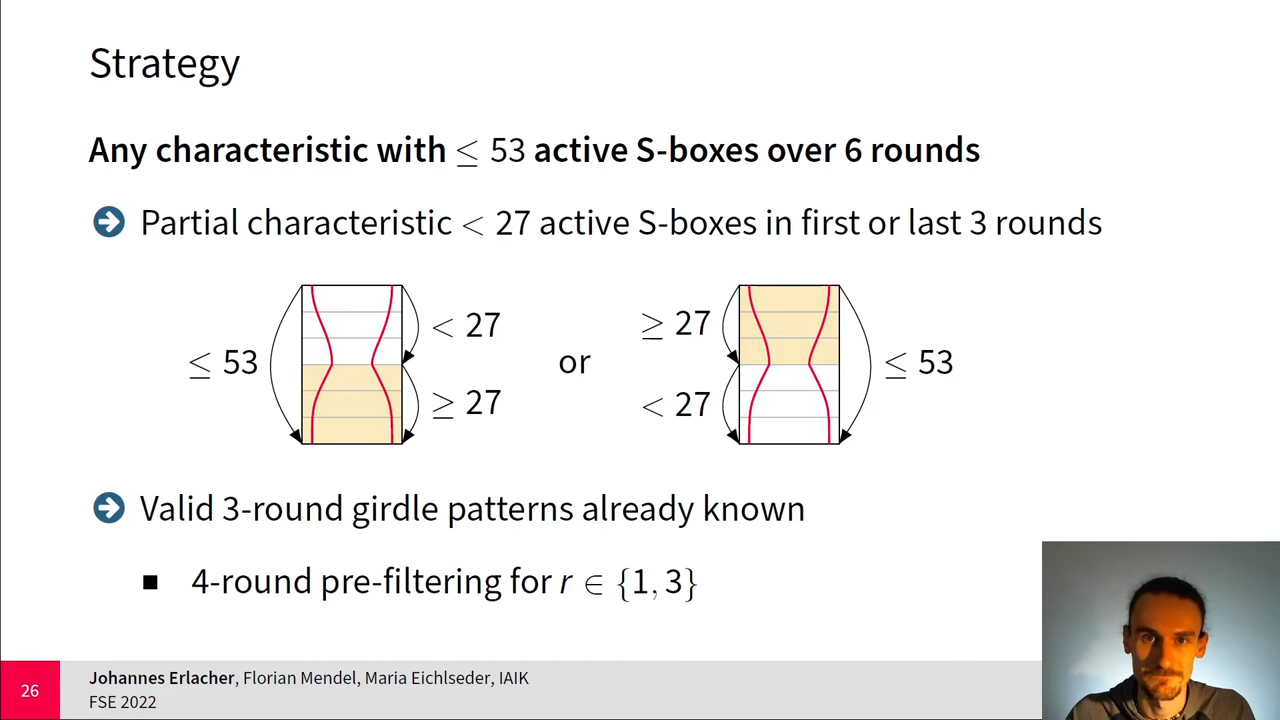 Strategy
Any characteristic with ≤ 53 active S-boxes over 6 rounds
Partial characteristic < 27 active S-boxes in first or last 3 rounds
≤ 53
< 27
≥ 27
or
≥ 27
< 27
≤ 53
Valid 3-round girdle patterns already known
4-round pre-filtering for r ∈ {1, 3}
26
Johannes Erlacher, Florian Mendel, Maria Eichlseder, IAIK
FSE 2022